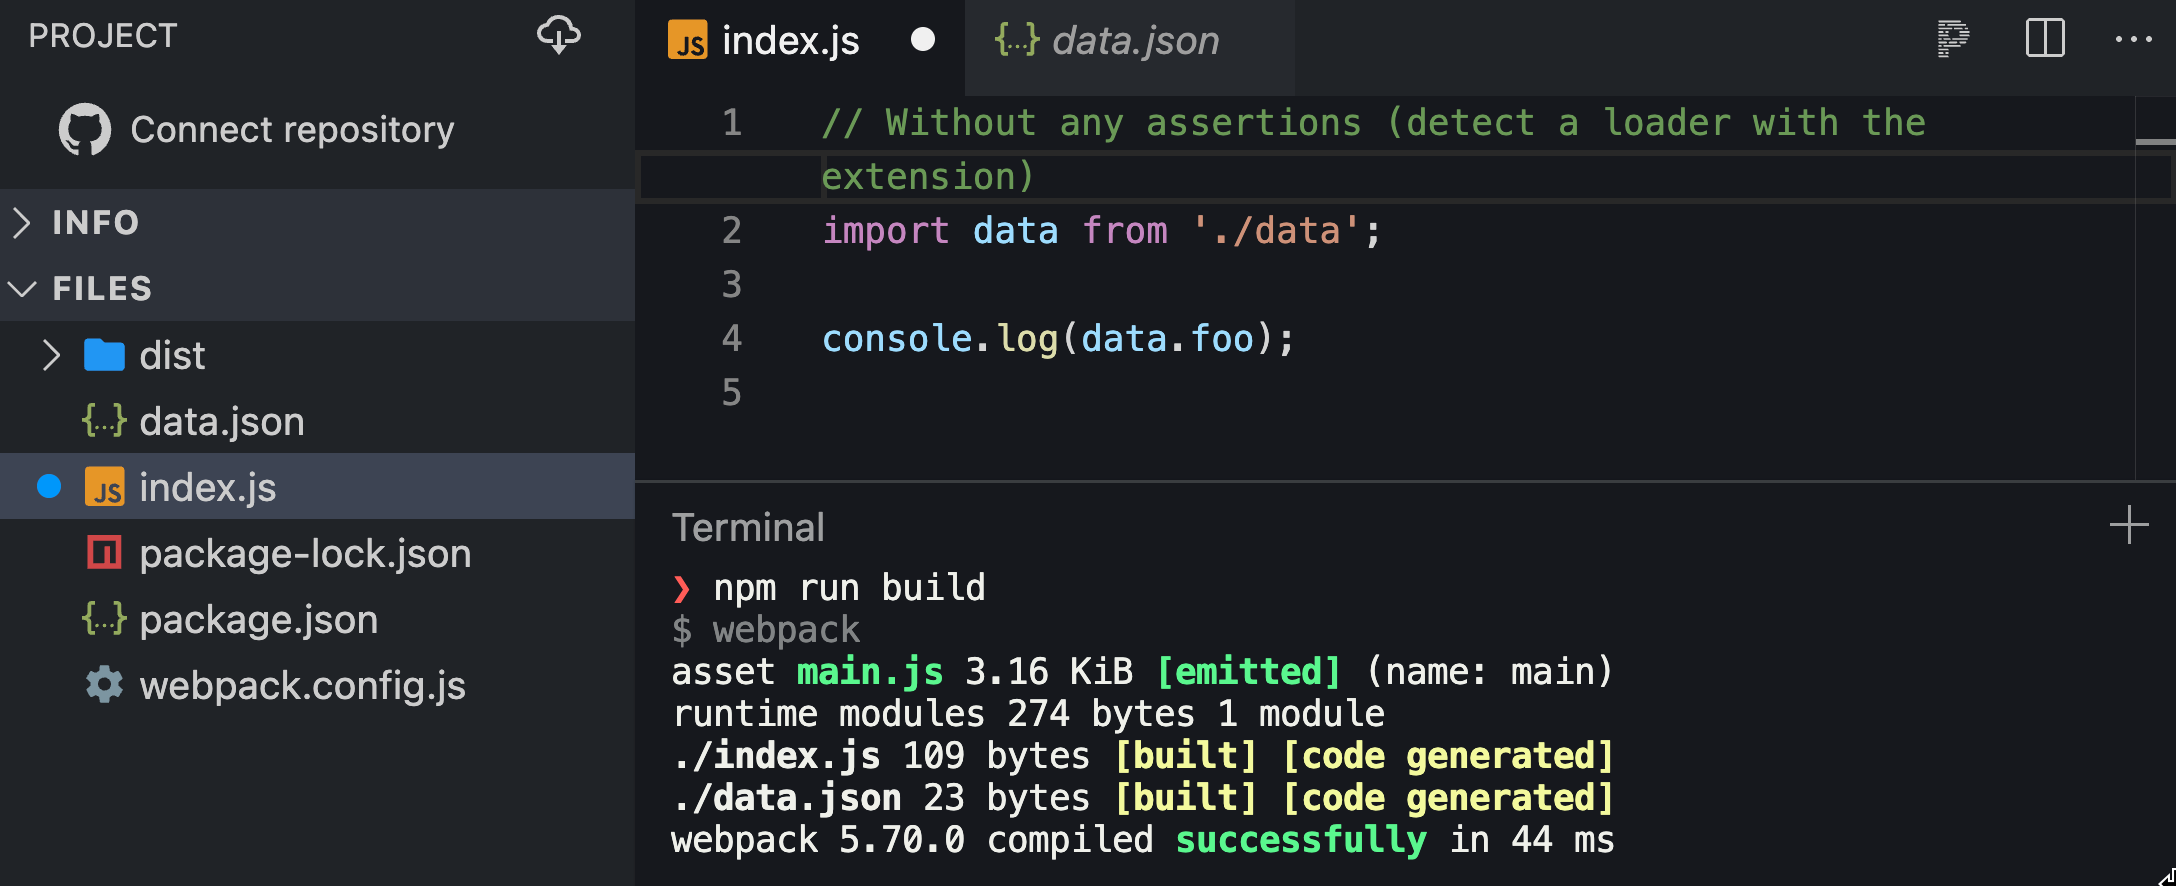 PROJECT
Connect repository
INFO
FILES
dist
{...} data.json
JS index.js
package-lock.json
{...} package.json
webpack.config.js
JS index.js
{...} data.json
1 // Without any assertions (detect a loader with the
extension)
2 import data from './data';
3
4 console.log(data.foo);
5
Terminal
❯ npm run build
$ webpack
asset main.js 3.16 KiB [emitted] (name: main)
runtime modules 274 bytes 1 module
./index.js 109 bytes [built] [code generated]
./data.json 23 bytes [built] [code generated]
webpack 5.70.0 compiled successfully in 44 ms